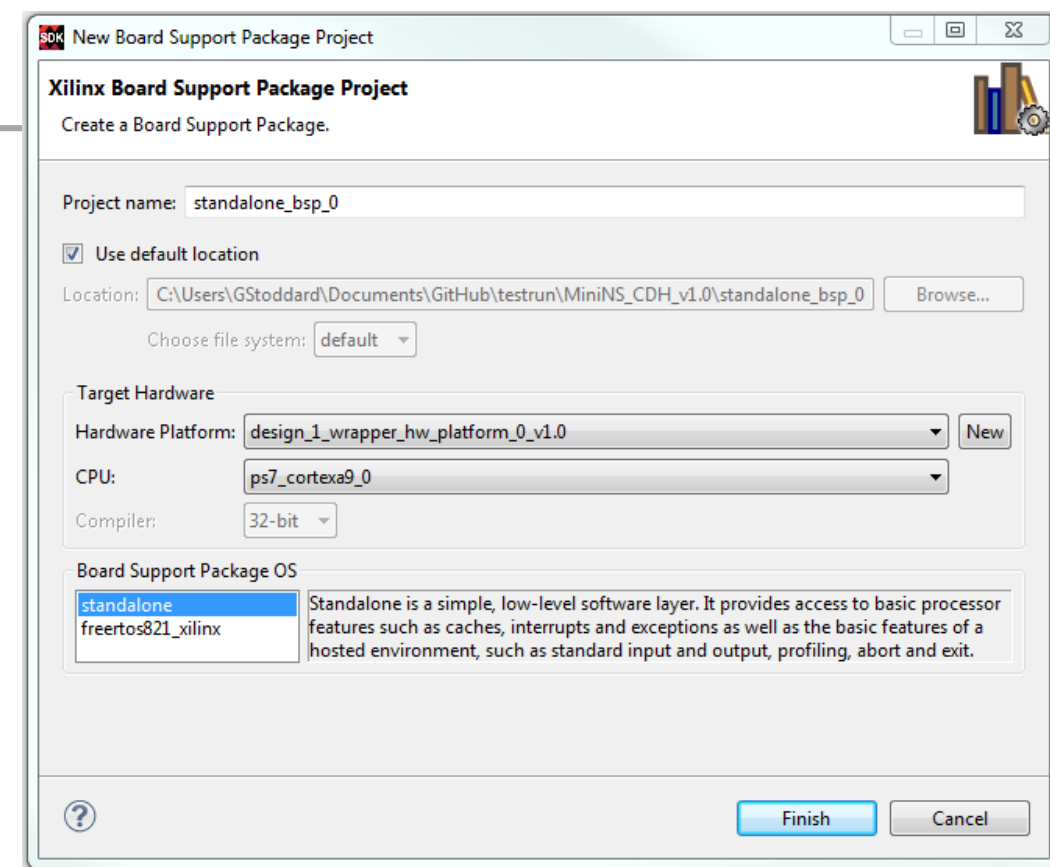 SDK New Board Support Package Project
Xilinx Board Support Package Project
Create a Board Support Package.
Project name: standalone_bsp_0
Use default location
Location: C:\Users\GStoddard\Documents\GitHub\testrun\MiniNS_CDH_v1.0\standalone_bsp_0 Browse...
Choose file system: default
Target Hardware
Hardware Platform: design_1_wrapper_hw_platform_0_v1.0 New
CPU: ps7_cortexa9_0
Compiler: 32-bit
Board Support Package OS
standalone
freertos821_xilinx
Standalone is a simple, low-level software layer. It provides access to basic processor
features such as caches, interrupts and exceptions as well as the basic features of a
hosted environment, such as standard input and output, profiling, abort and exit.
? Finish Cancel